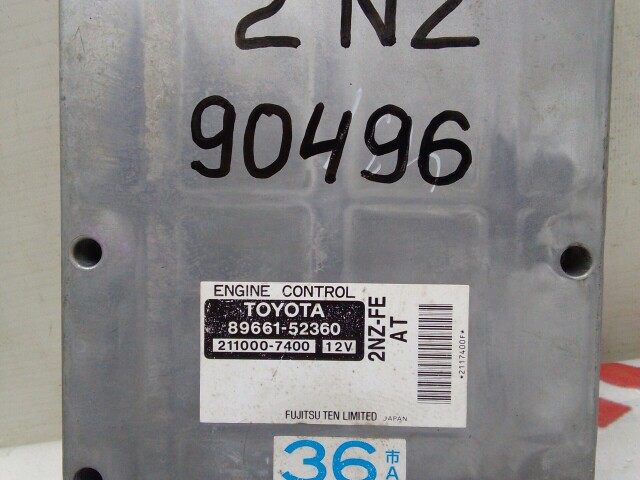 2NZ
90496
ENGINE CONTROL
TOYOTA
89661-52360
211000-7400 12V
2NZ-FE
AT
*2117400F*
FUJITSU TEN LIMITED JAPAN
36 市
A